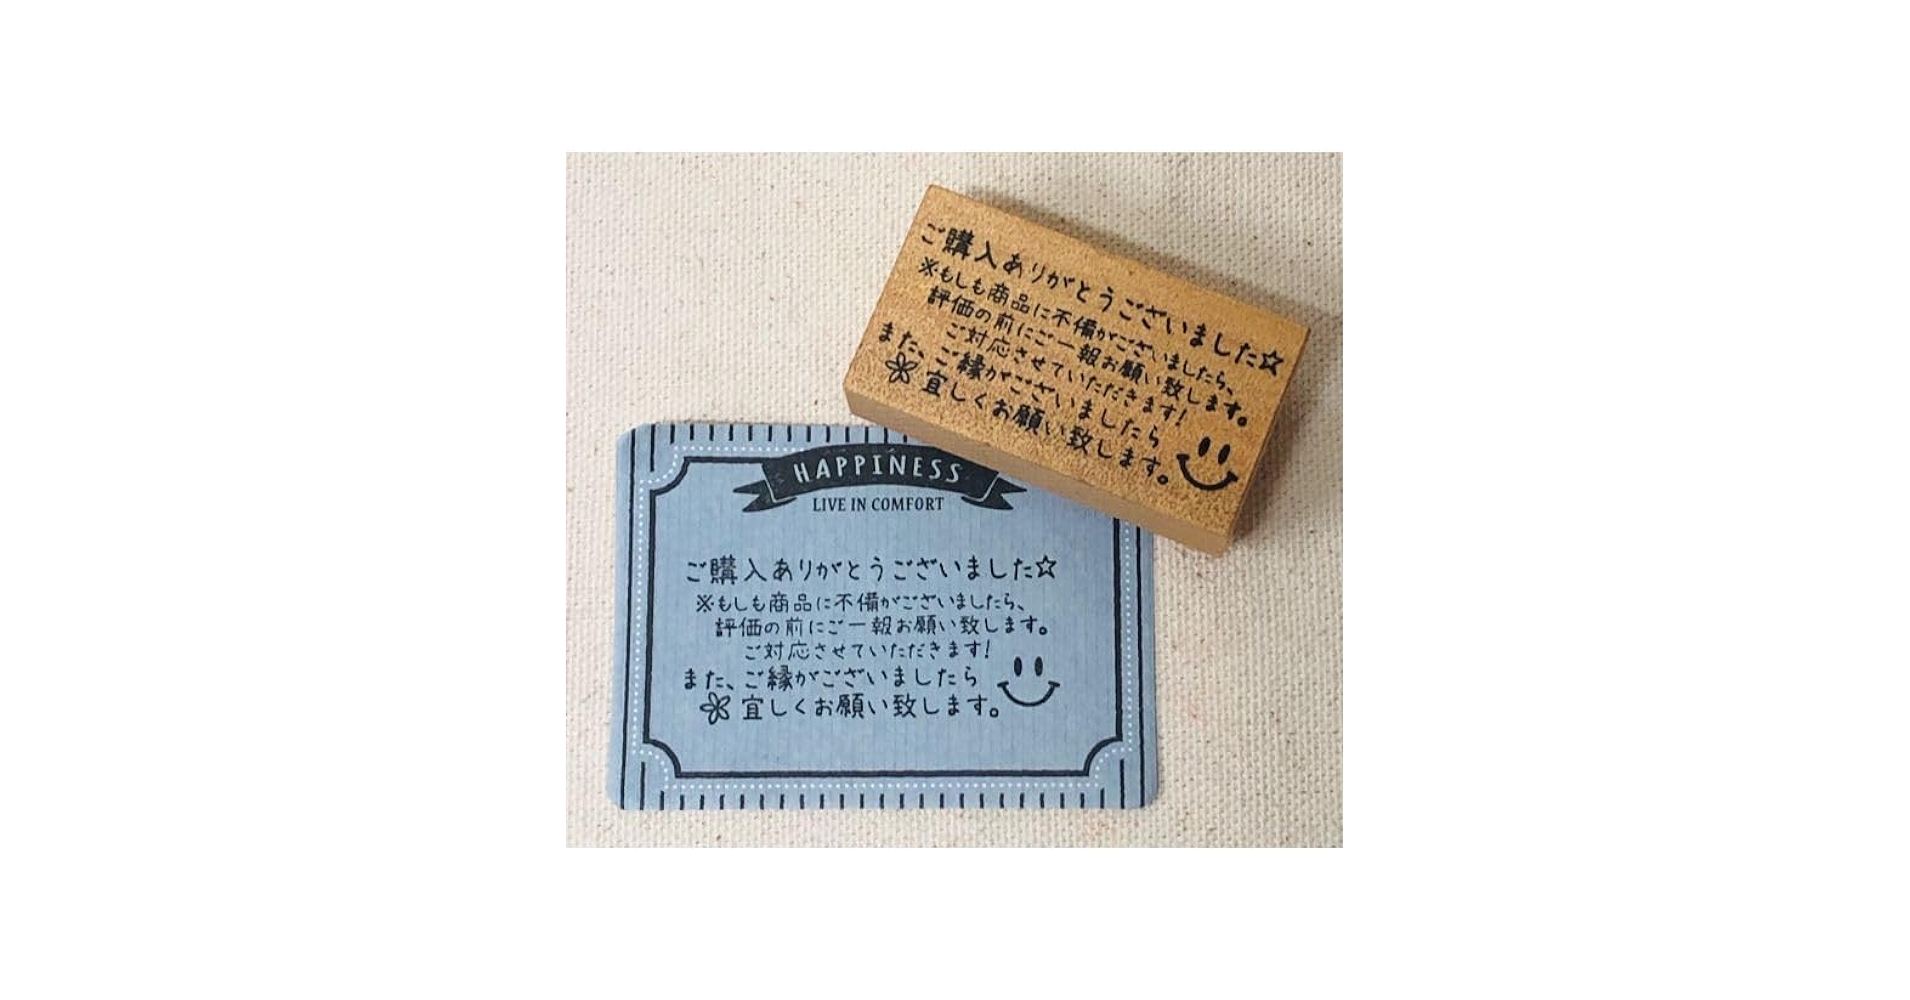 ご購入ありがとうございました☆
※もしも商品に不備がございましたら、
評価の前にご一報お願い致します。
ご対応させていただきます!
また、ご縁がございましたら
宜しくお願い致します。
HAPPINESS
LIVE IN COMFORT
ご購入ありがとうございました☆
※もしも商品に不備がございましたら、
評価の前にご一報お願い致します。
ご対応させていただきます!
また、ご縁がございましたら
宜しくお願い致します。